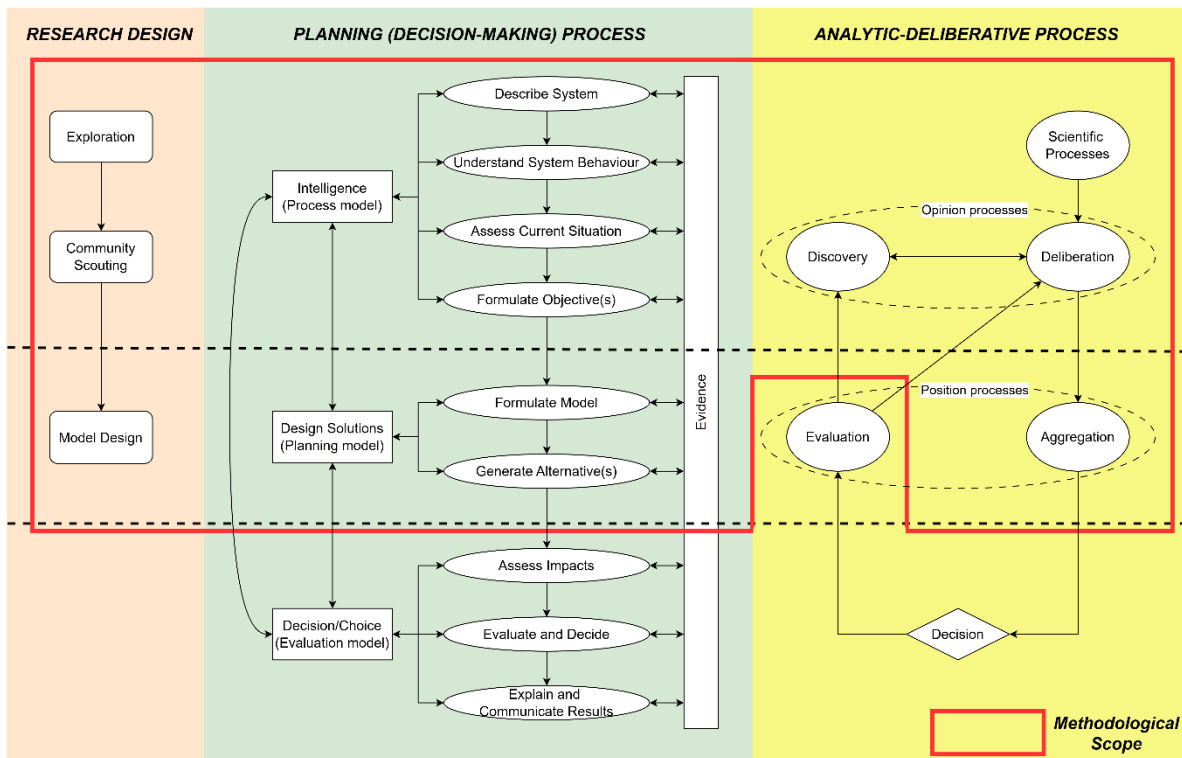 RESEARCH DESIGN
PLANNING (DECISION-MAKING) PROCESS
ANALYTIC-DELIBERATIVE PROCESS
Exploration
Community
Scouting
Model Design
Intelligence
(Process model)
Design Solutions
(Planning model)
Decision/Choice
(Evaluation model)
Describe System
Understand System Behaviour
Assess Current Situation
Formulate Objective(s)
Formulate Model
Generate Alternative(s)
Assess Impacts
Evaluate and Decide
Explain and
Communicate Results
Evidence
Scientific
Processes
Opinion processes
Discovery
Deliberation
Position processes
Evaluation
Aggregation
Decision
Methodological
Scope